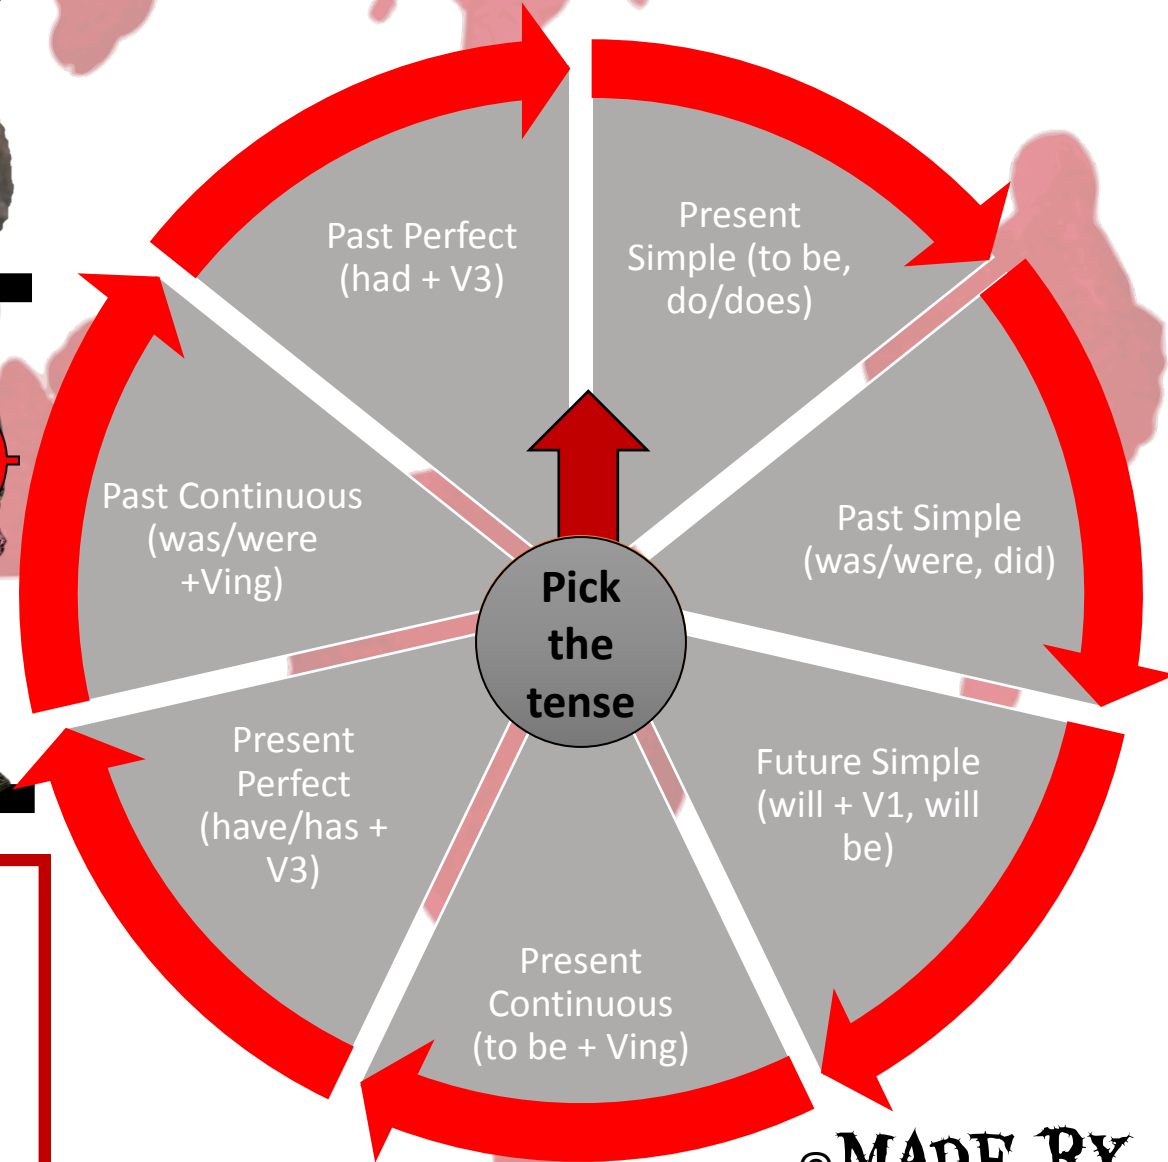 Past Perfect
(had + V3)
Present
Simple (to be,
do/does)
Past Continuous
(was/were
+Ving)
Past Simple
(was/were, did)
Pick
the
tense
Present
Perfect
(have/has +
V3)
Future Simple
(will + V1, will
be)
Present
Continuous
(to be + Ving)
©MADE BY